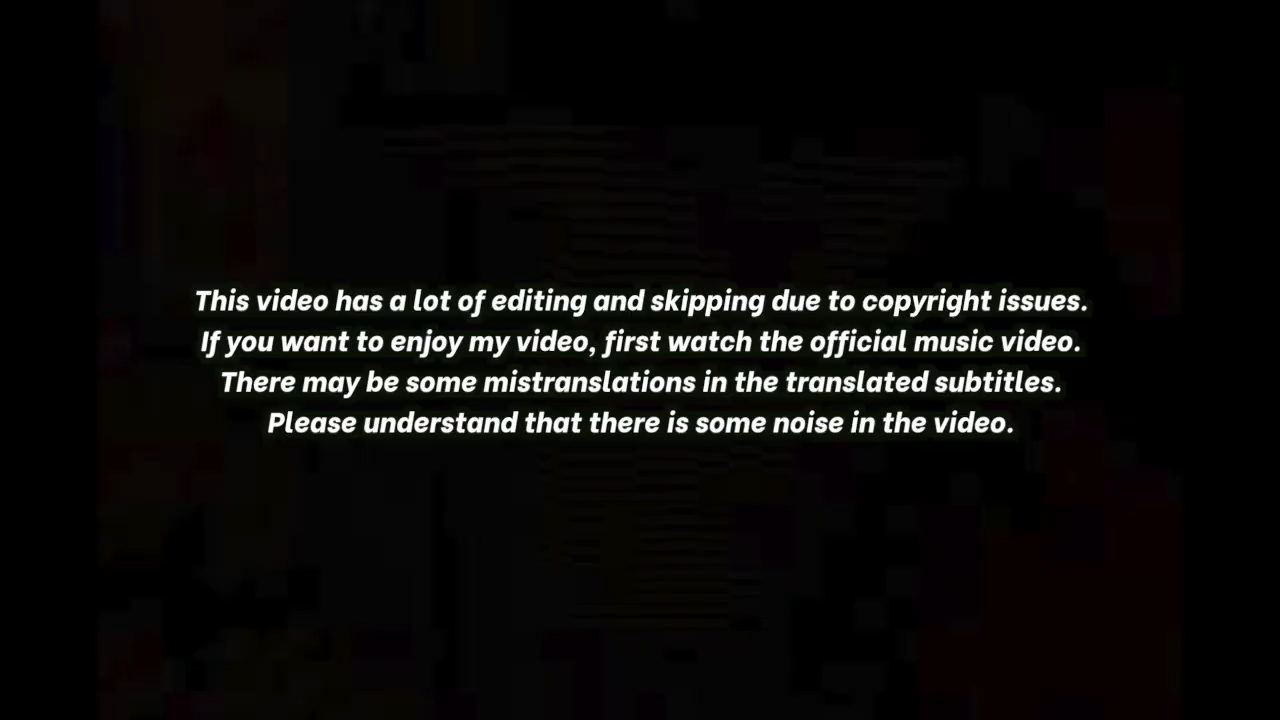 This video has a lot of editing and skipping due to copyright issues.
If you want to enjoy my video, first watch the official music video.
There may be some mistranslations in the translated subtitles.
Please understand that there is some noise in the video.